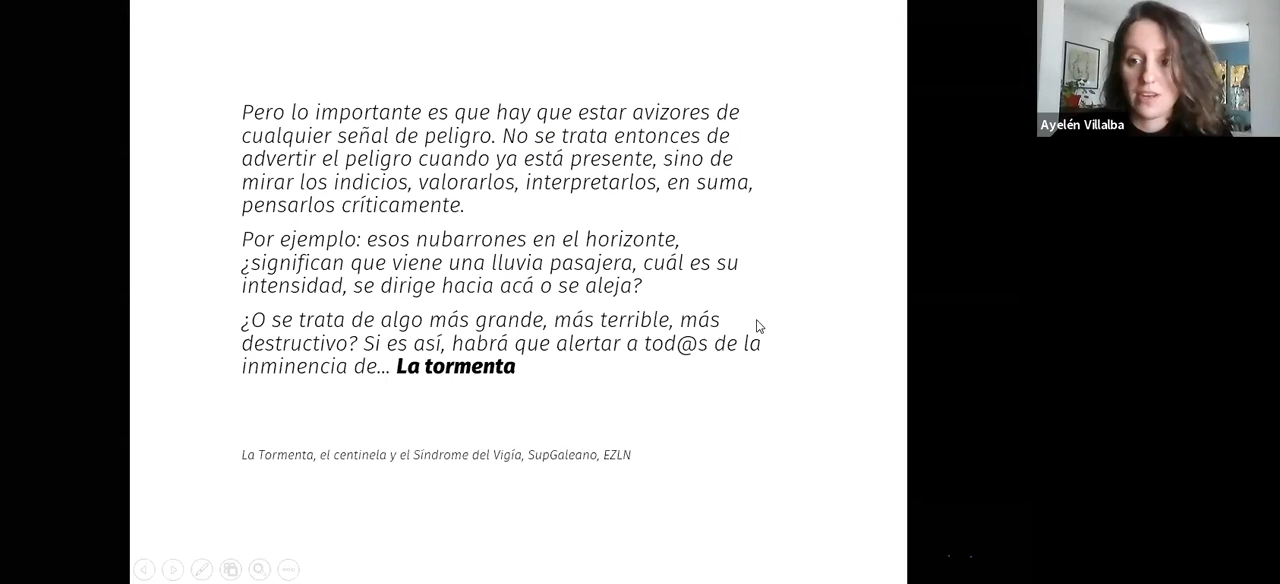 Pero lo importante es que hay que estar avizores de
cualquier señal de peligro. No se trata entonces de
advertir el peligro cuando ya está presente, sino de
mirar los indicios, valorarlos, interpretarlos, en suma,
pensarlos críticamente.
Por ejemplo: esos nubarrones en el horizonte,
¿significan que viene una lluvia pasajera, cuál es su
intensidad, se dirige hacia acá o se aleja?
¿O se trata de algo más grande, más terrible, más
destructivo? Si es así, habrá que alertar a tod@s de la
inminencia de... La tormenta
La Tormenta, el centinela y el Síndrome del Vigía, SupGaleano, EZLN
Ayelén Villalba